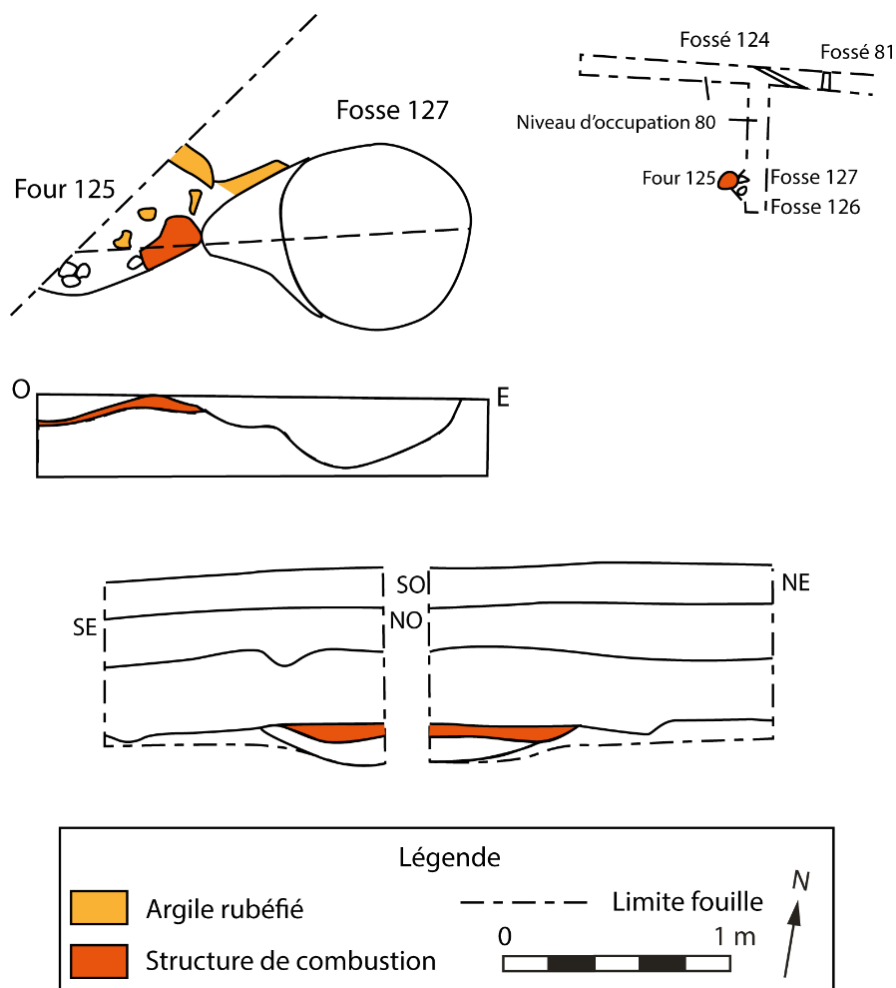 Fossé 124
Fossé 81
Fosse 127
Niveau d'occupation 80
Four 125
Four 125
Fosse 127
Fosse 126
O
E
SO
NE
SE
NO
Légende
Argile rubéfié
Limite fouille
N
0
1 m
Structure de combustion